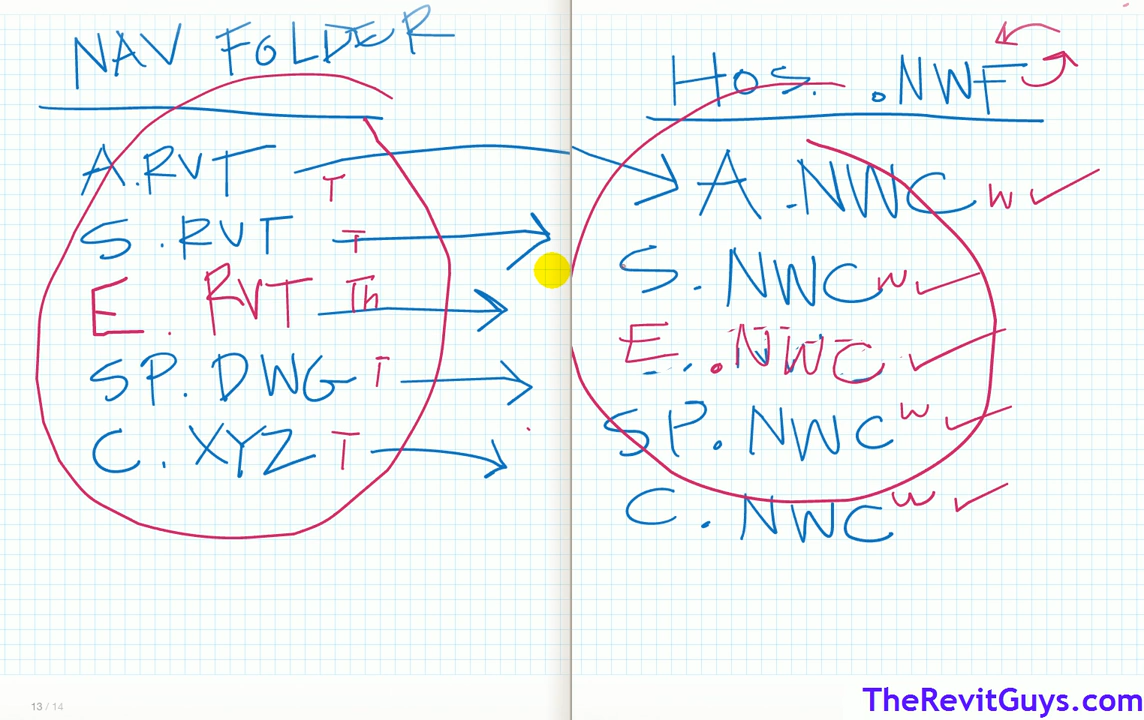 NAV FOLDER
A.RVT T
S.RVT T
E.RVT Th
SP.DWG T
C.XYZ T
13 / 14
HOS. .NWF
A.NWC W
S.NWC W
E.NWC
SP.NWC W
C.NWC W
TheRevitGuys.com